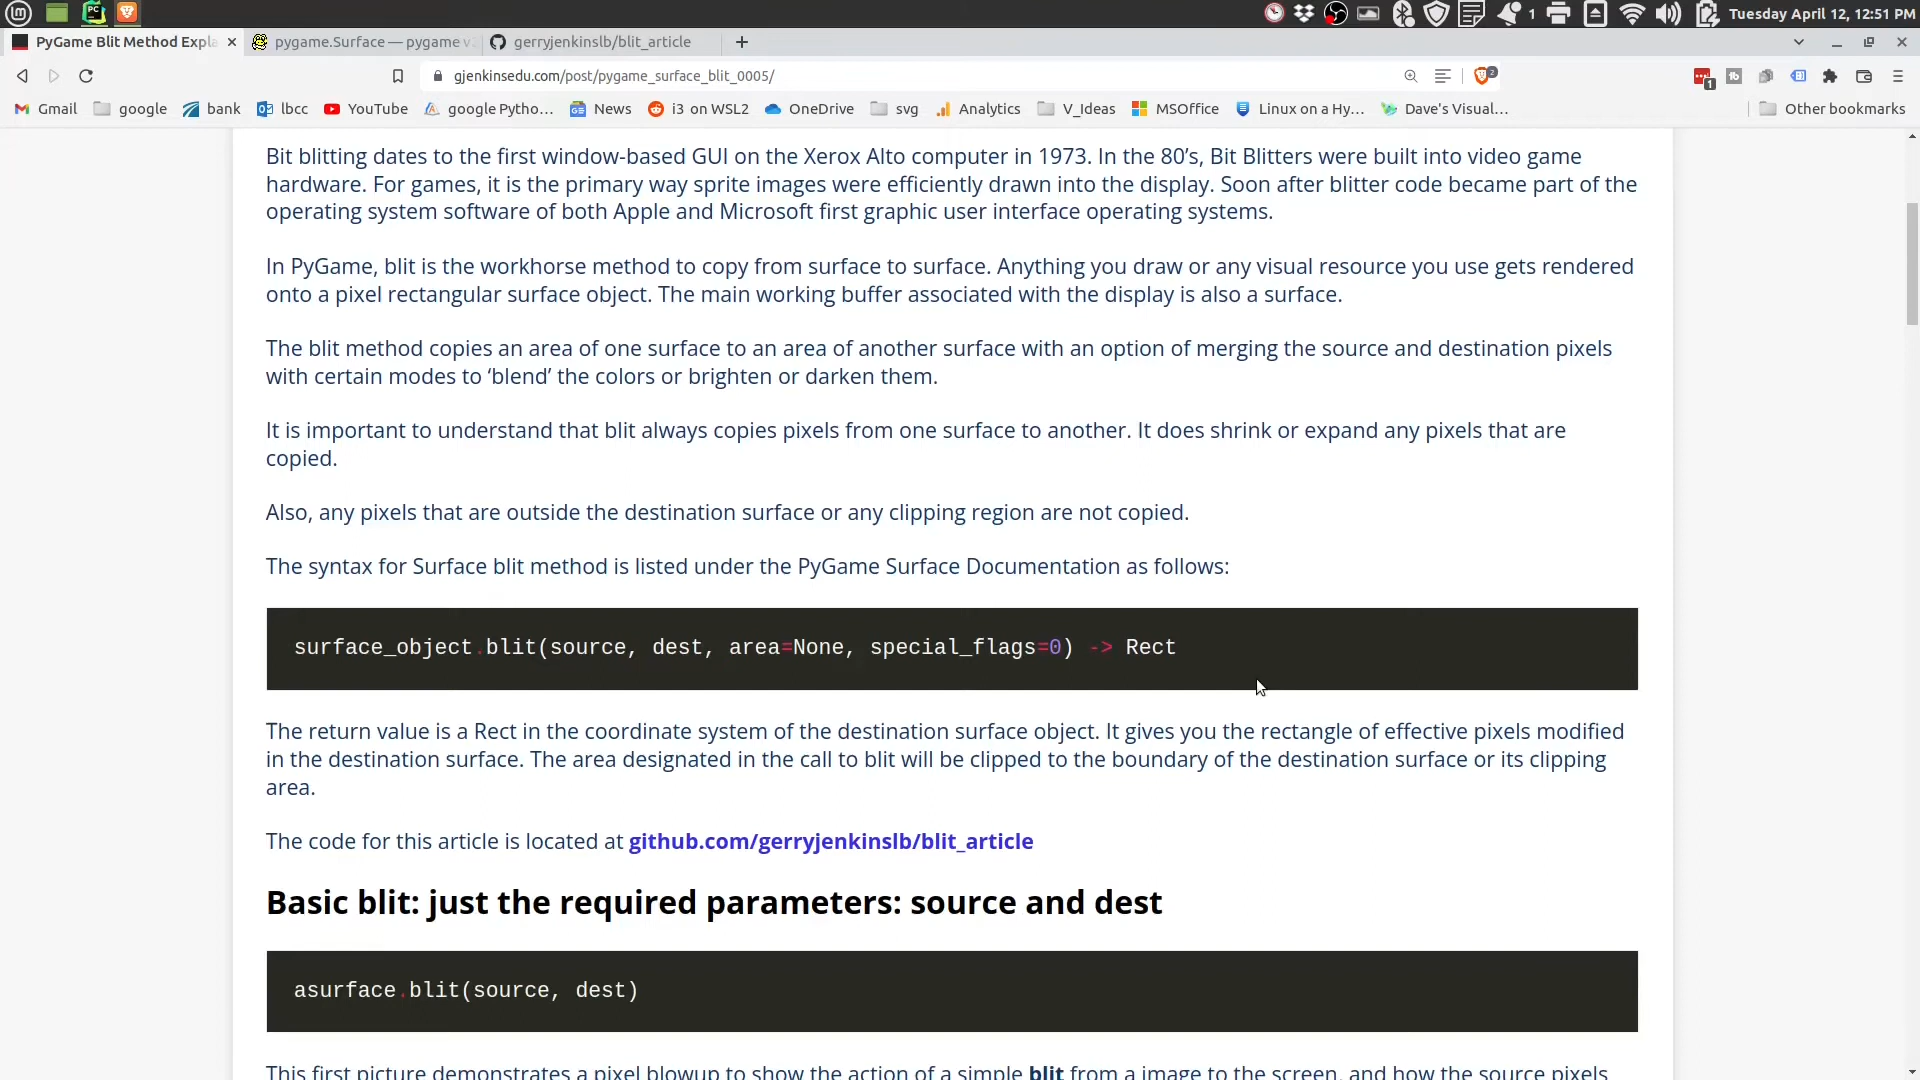 Tuesday April 12, 12:51 PM
1
PyGame Blit Method Expla
pygame.Surface — pygame v
gerryjenkinslb/blit_article
gjenkinsedu.com/post/pygame_surface_blit_0005/
2
1
Gmail
google
bank
lbcc
YouTube
google Pytho…
News
i3 on WSL2
OneDrive
svg
Analytics
V_Ideas
MSOffice
Linux on a Hy…
Dave's Visual…
Other bookmarks
Bit blitting dates to the first window-based GUI on the Xerox Alto computer in 1973. In the 80’s, Bit Blitters were built into video game
hardware. For games, it is the primary way sprite images were efficiently drawn into the display. Soon after blitter code became part of the
operating system software of both Apple and Microsoft first graphic user interface operating systems.
In PyGame, blit is the workhorse method to copy from surface to surface. Anything you draw or any visual resource you use gets rendered
onto a pixel rectangular surface object. The main working buffer associated with the display is also a surface.
The blit method copies an area of one surface to an area of another surface with an option of merging the source and destination pixels
with certain modes to ‘blend’ the colors or brighten or darken them.
It is important to understand that blit always copies pixels from one surface to another. It does shrink or expand any pixels that are
copied.
Also, any pixels that are outside the destination surface or any clipping region are not copied.
The syntax for Surface blit method is listed under the PyGame Surface Documentation as follows:
surface_object.blit(source, dest, area=None, special_flags=0) -> Rect
The return value is a Rect in the coordinate system of the destination surface object. It gives you the rectangle of effective pixels modified
in the destination surface. The area designated in the call to blit will be clipped to the boundary of the destination surface or its clipping
area.
The code for this article is located at github.com/gerryjenkinslb/blit_article
Basic blit: just the required parameters: source and dest
asurface.blit(source, dest)
This first picture demonstrates a pixel blowup to show the action of a simple blit from a image to the screen, and how the source pixels